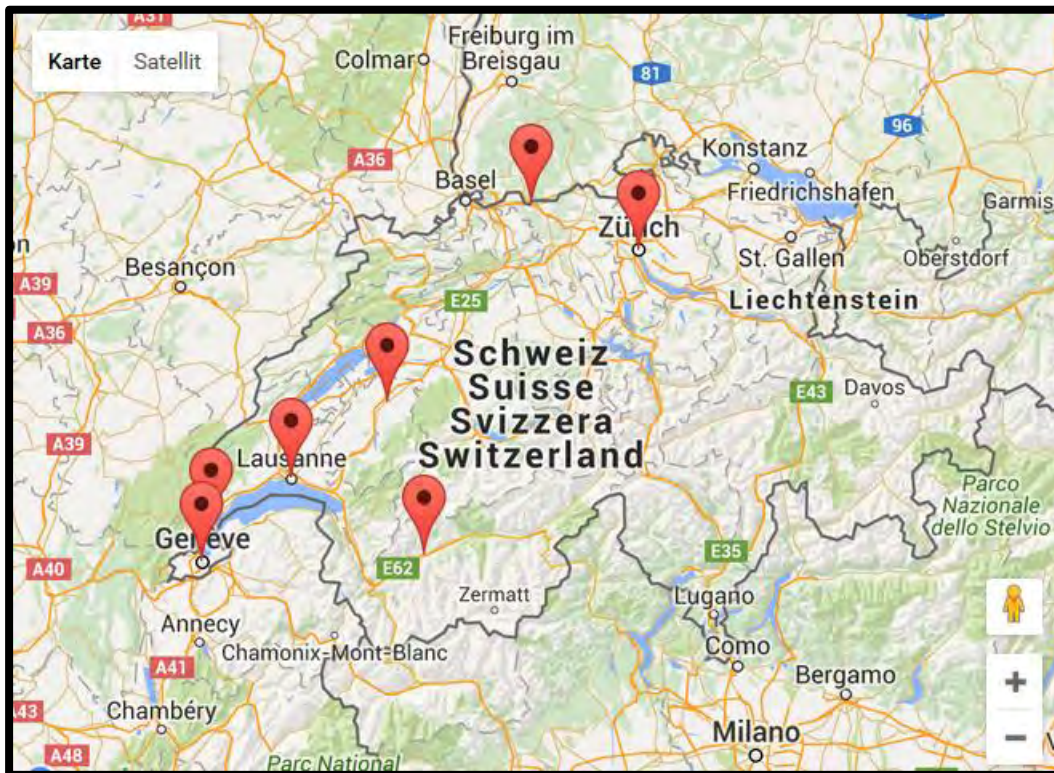 A31
Freiburg im
Breisgau
Colmar
Karte Satellit
81
96
A36
Konstanz
Basel
Friedrichshafen
Garmis
Zürich
St. Gallen
Oberstdorf
on
Besançon
A39
E25
Liechtenstein
A36
Schweiz
Suisse
Svizzera
Switzerland
E43
Davos
A39
Lausanne
Parco
Nazionale
dello Stelvio
Genève
E35
A40
E62
Zermatt
Lugano
Annecy
Chamonix-Mont-Blanc
Como
A41
Bergamo
+
A43
Chambéry
Milano
−
A48
Parc National